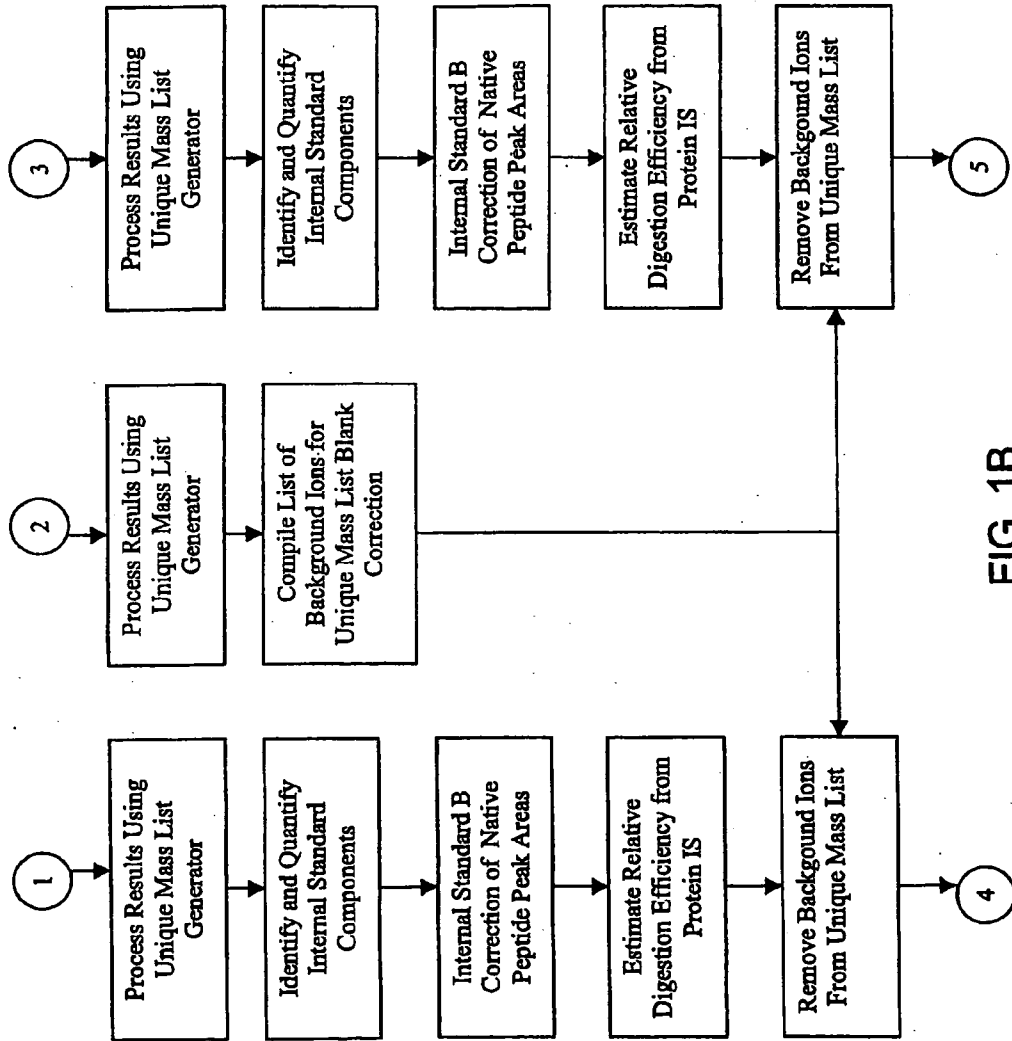 1
Process Results Using
Unique Mass List
Generator
Identify and Quantify
Internal Standard
Components
Internal Standard B
Correction of Native
Peptide Peak Areas
Estimate Relative
Digestion Efficiency from
Protein IS
Remove Background Ions
From Unique Mass List
4
2
Process Results Using
Unique Mass List
Generator
Compile List of
Background Ions for
Unique Mass List Blank
Correction
3
Process Results Using
Unique Mass List
Generator
Identify and Quantify
Internal Standard
Components
Internal Standard B
Correction of Native
Peptide Peak Areas
Estimate Relative
Digestion Efficiency from
Protein IS
Remove Backgound Ions
From Unique Mass List
5
FIG. 1B